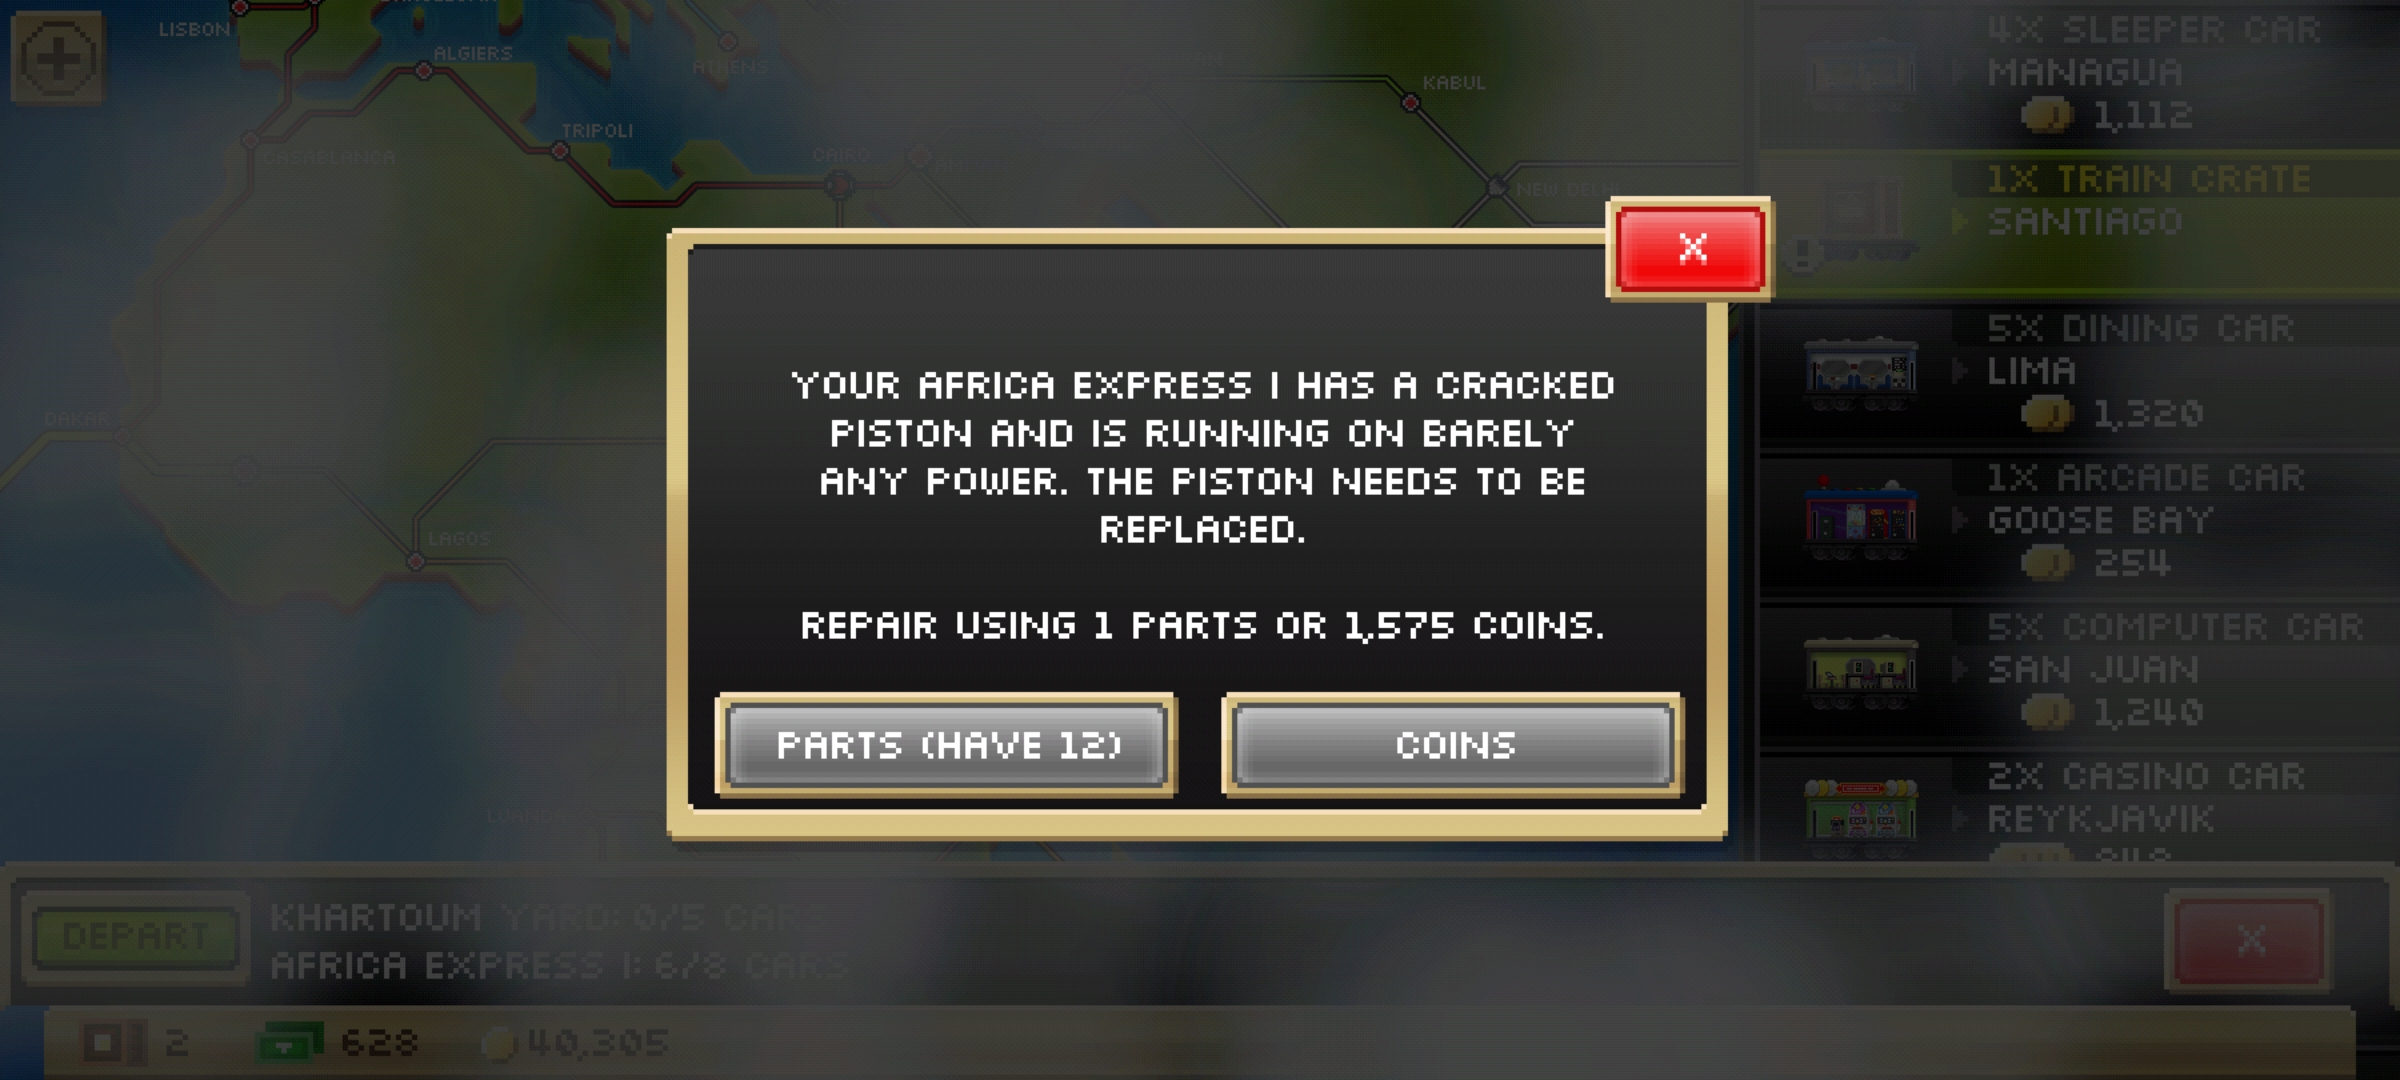 LISBON
ALGIERS
ATHENS
KABUL
TRIPOLI
CASABLANCA
CAIRO
NEW DELHI
DAKAR
LAGOS
LUANDA
4X SLEEPER CAR
MANAGUA
1,112
1X TRAIN CRATE
SANTIAGO
5X DINING CAR
LIMA
1,320
1X ARCADE CAR
GOOSE BAY
254
5X COMPUTER CAR
SAN JUAN
1,240
2X CASINO CAR
REYKJAVIK
X
YOUR AFRICA EXPRESS I HAS A CRACKED
PISTON AND IS RUNNING ON BARELY
ANY POWER. THE PISTON NEEDS TO BE
REPLACED.
REPAIR USING 1 PARTS OR 1,575 COINS.
PARTS (HAVE 12)
COINS
DEPART
KHARTOUM YARD: 0/5 CARS
AFRICA EXPRESS I: 6/8 CARS
X
2
628
40,305